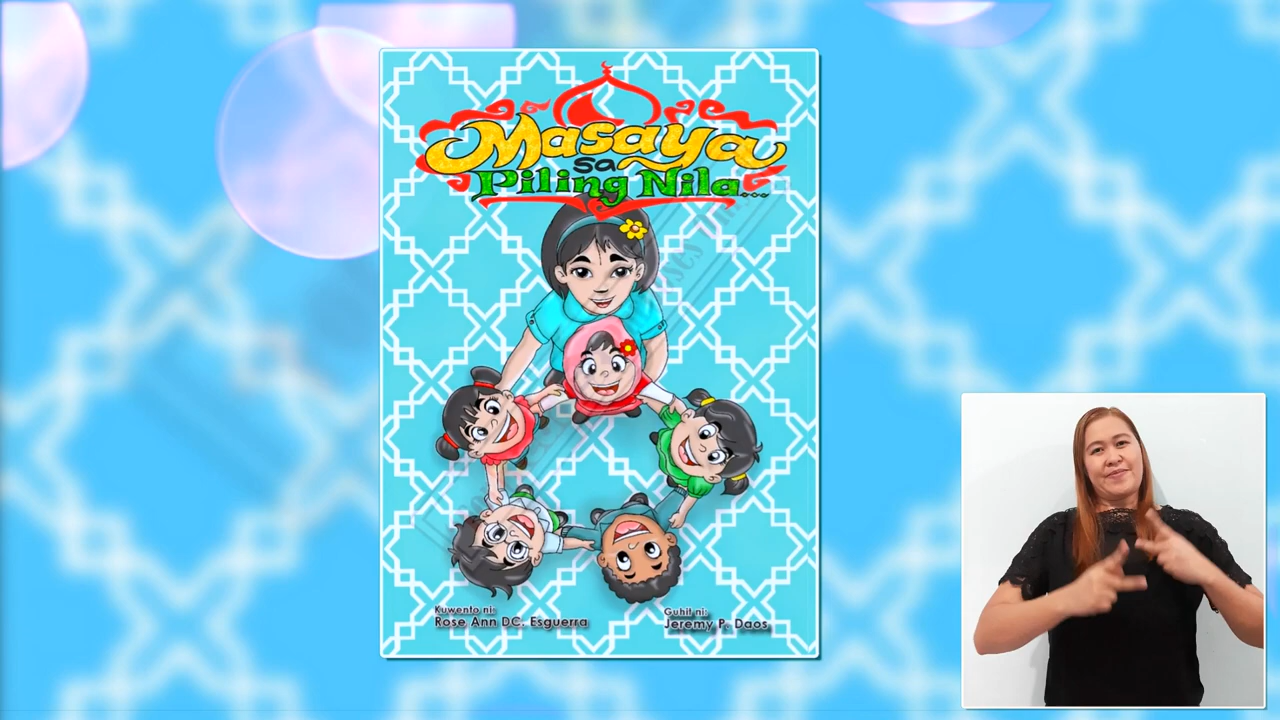 Masaya
sa
Piling Nila...
Kuwento ni:
Rose Ann DC. Esguerra
Guhit ni:
Jeremy P. Daos